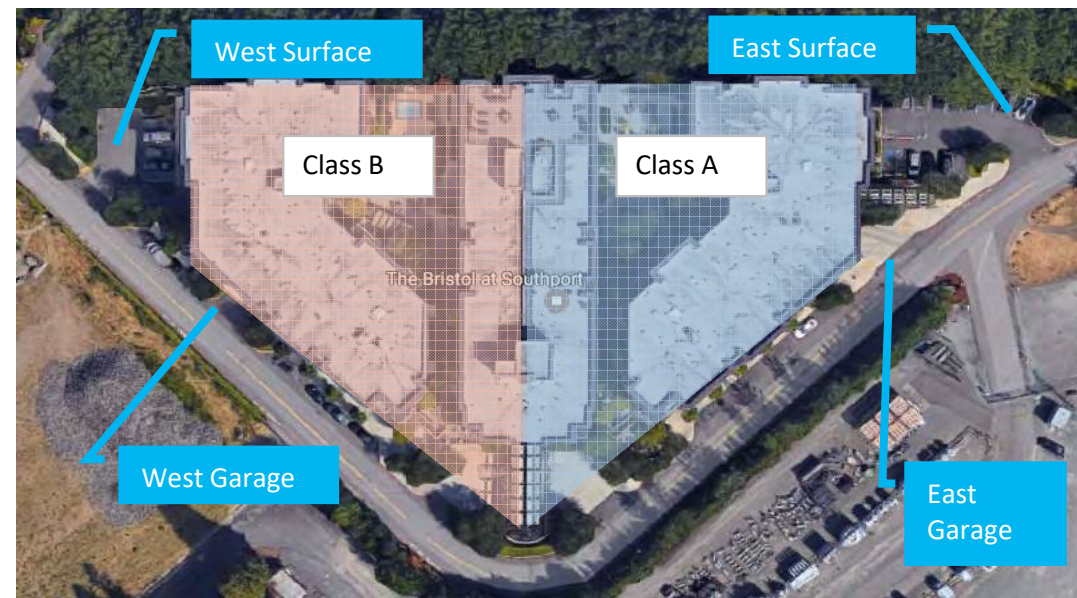 West Surface
East Surface
Class B
Class A
The Bristol at Southport
West Garage
East
Garage